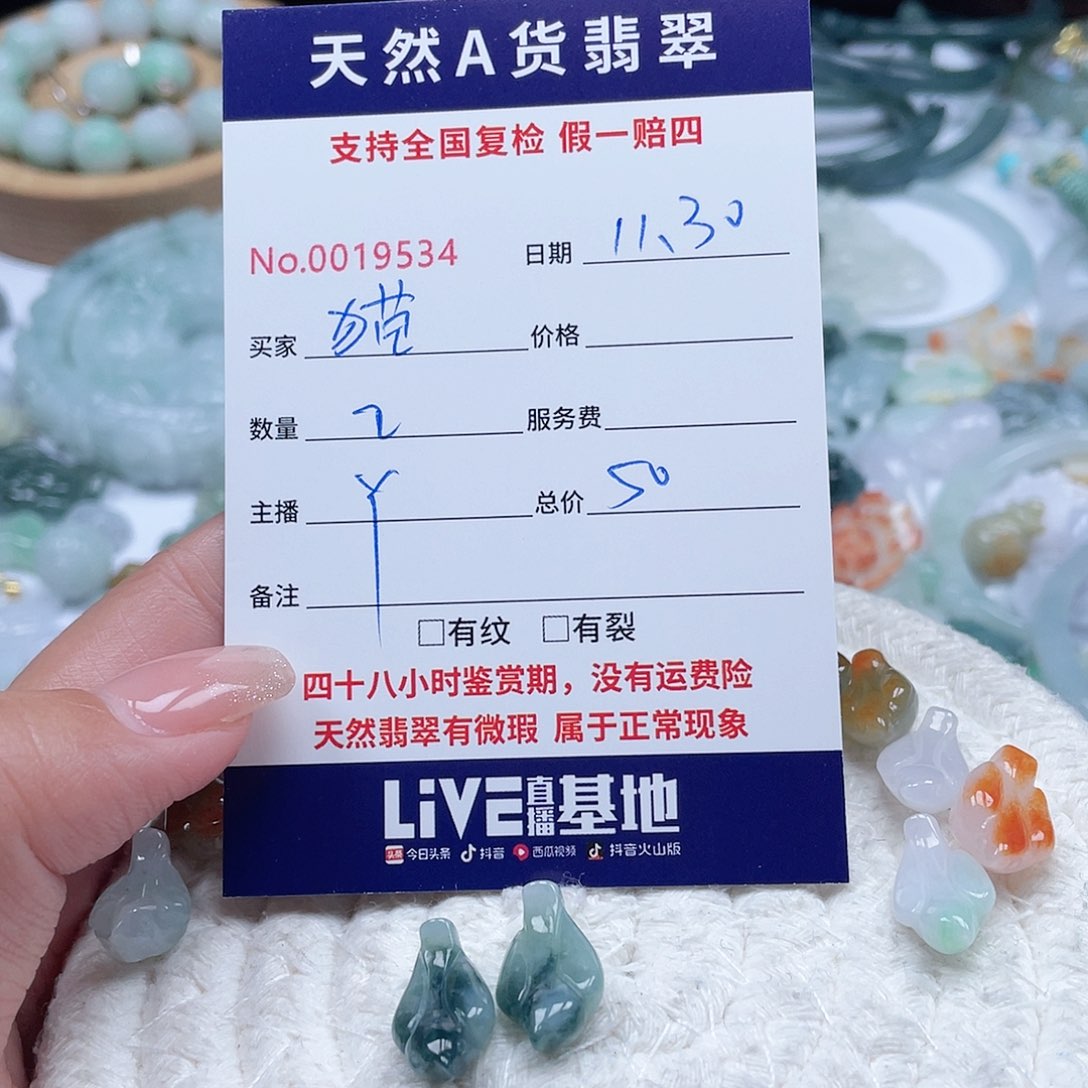 天然A货翡翠
支持全国复检 假一赔四
No.0019534 日期 11、30
买家 价格
数量 2 服务费
主播 Y 总价 50
备注
□有纹 □有裂
四十八小时鉴赏期，没有运费险
天然翡翠有微瑕 属于正常现象
LiVE直播基地
头条 今日头条 抖音 西瓜视频 抖音火山版